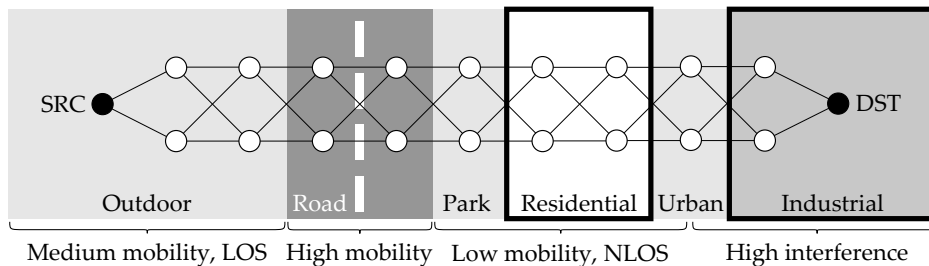 SRC
DST
Outdoor
Road
Park
Residential
Urban
Industrial
Medium mobility, LOS
High mobility
Low mobility, NLOS
High interference